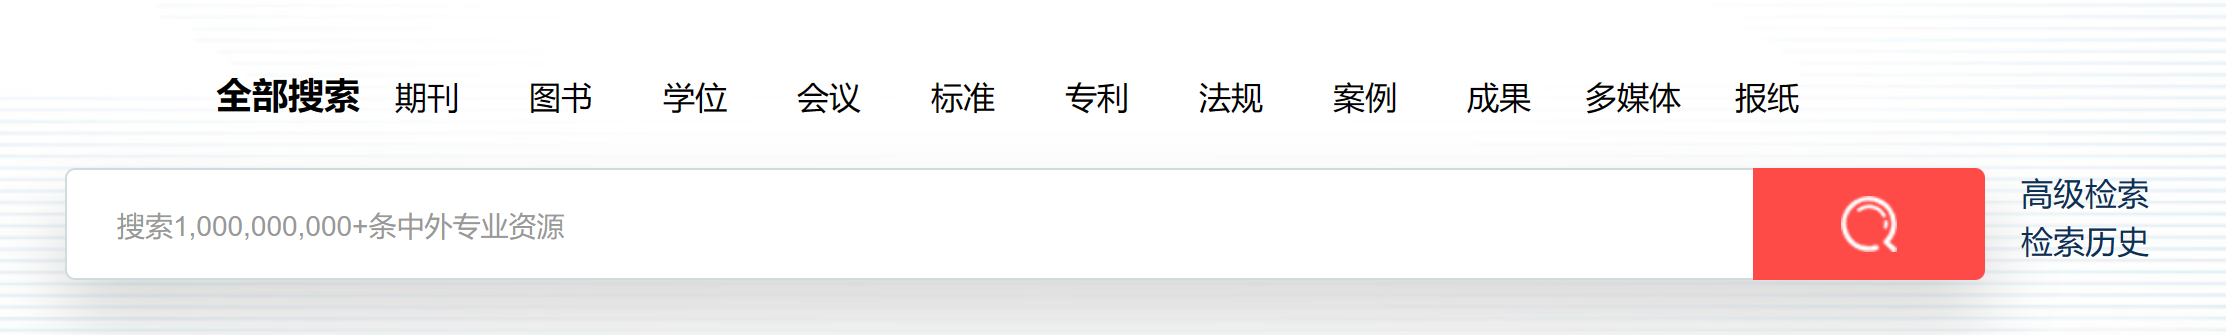 全部搜索 期刊 图书 学位 会议 标准 专利 法规 案例 成果 多媒体 报纸
搜索1,000,000,000+条中外专业资源
高级检索
检索历史